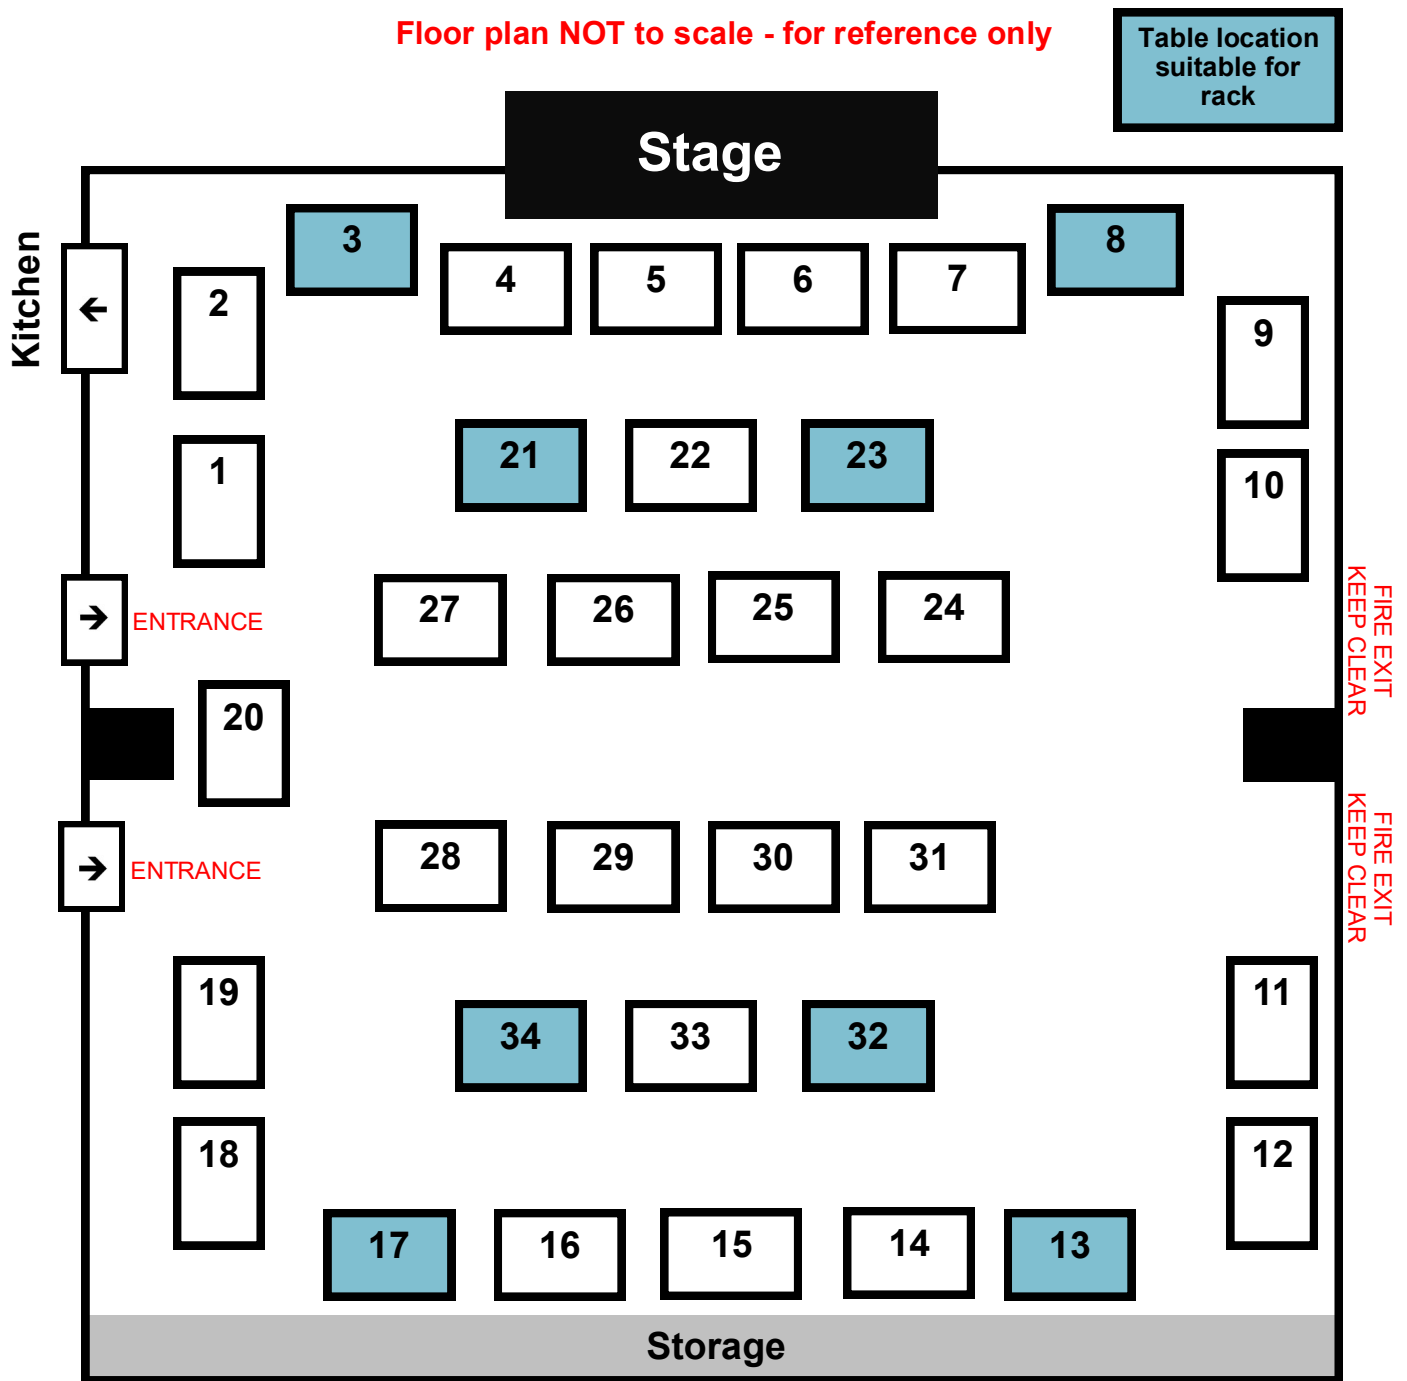 Floor plan NOT to scale - for reference only
Table location
suitable for
rack
Stage
Kitchen
←
3
8
4
5
6
7
2
9
21
22
23
1
10
→
ENTRANCE
27
26
25
24
FIRE EXIT
KEEP CLEAR
20
→
ENTRANCE
28
29
30
31
FIRE EXIT
KEEP CLEAR
19
11
34
33
32
18
12
17
16
15
14
13
Storage